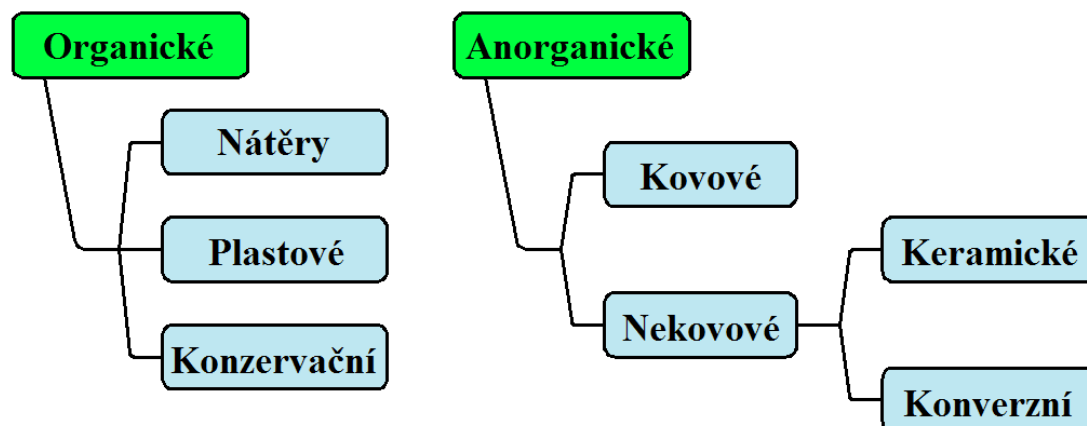 Organické
Nátěry
Plastové
Konzervační
Anorganické
Kovové
Nekovové
Keramické
Konverzní